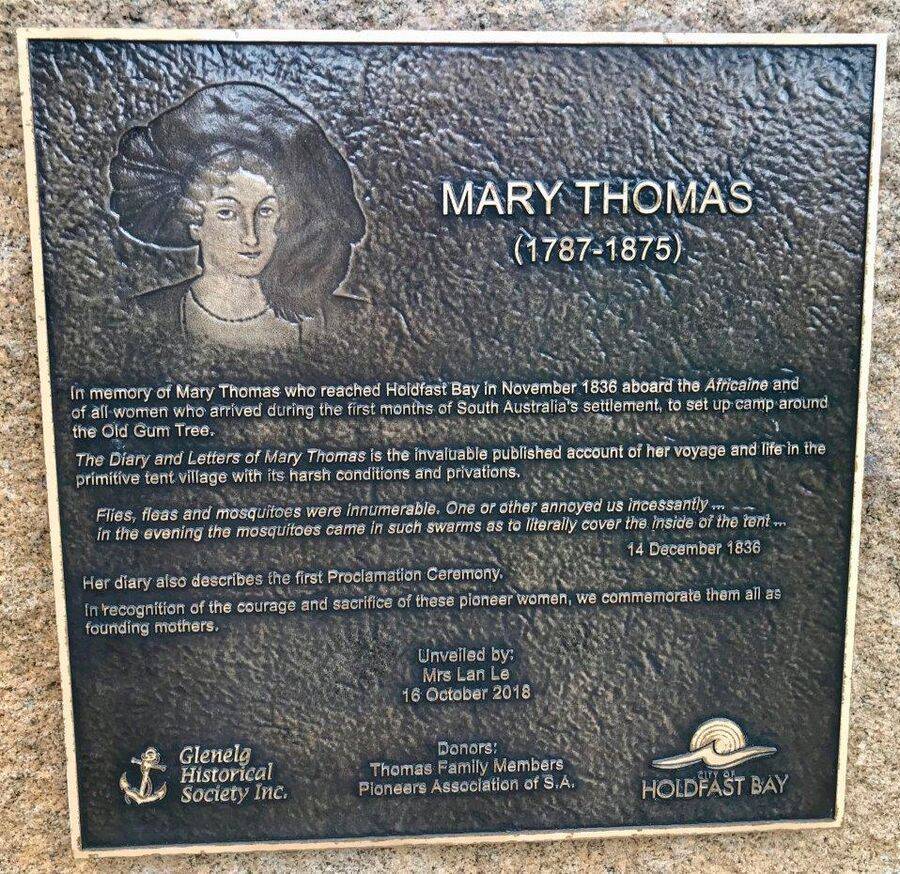 MARY THOMAS
(1787-1875)
In memory of Mary Thomas who reached Holdfast Bay in November 1836 aboard the Africaine and
of all women who arrived during the first months of South Australia's settlement, to set up camp around
the Old Gum Tree.
The Diary and Letters of Mary Thomas is the invaluable published account of her voyage and life in the
primitive tent village with its harsh conditions and privations.
Flies, fleas and mosquitoes were innumerable. One or other annoyed us incessantly ...
in the evening the mosquitoes came in such swarms as to literally cover the inside of the tent ...
14 December 1836
Her diary also describes the first Proclamation Ceremony.
In recognition of the courage and sacrifice of these pioneer women, we commemorate them all as
founding mothers.
Unveiled by:
Mrs Lan Le
16 October 2018
Glenelg
Historical
Society Inc.
Donors:
Thomas Family Members
Pioneers Association of S.A.
CITY OF
HOLDFAST BAY